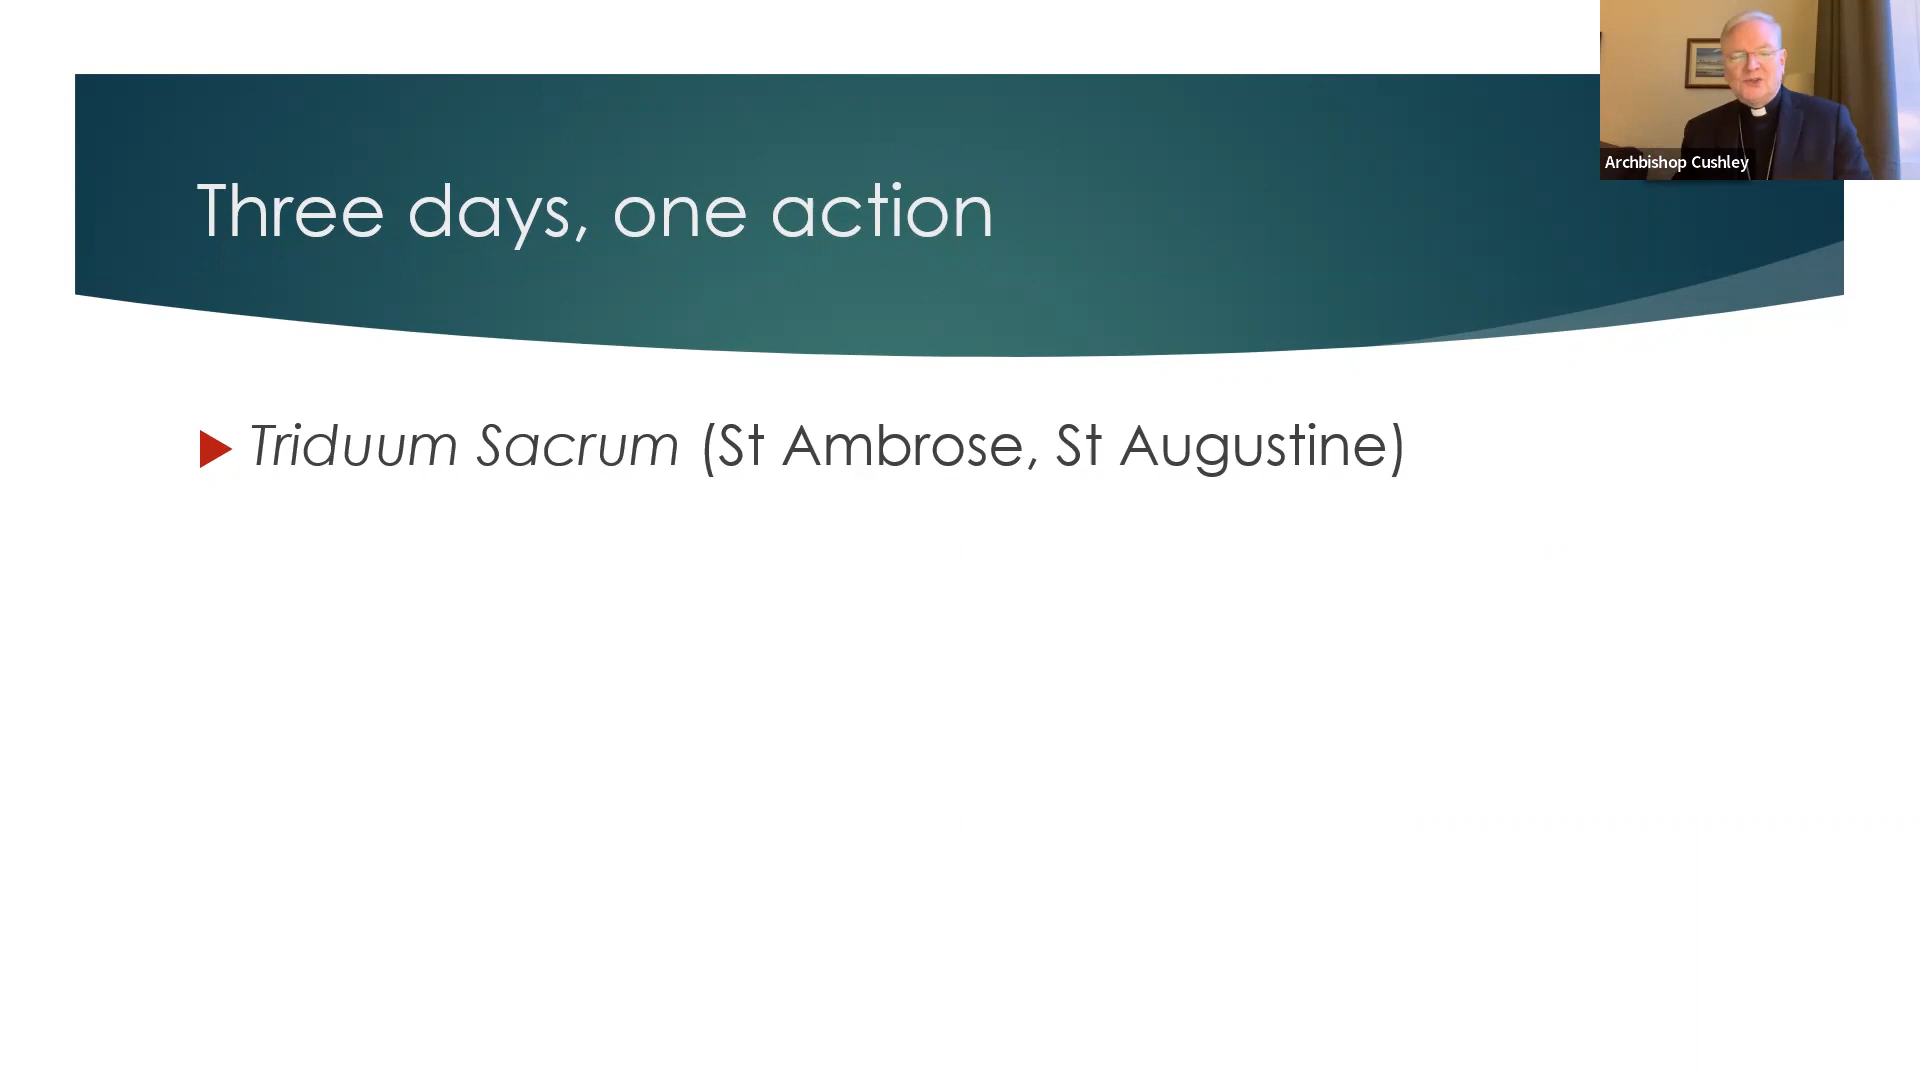 Archbishop Cushley
Three days, one action
Triduum Sacrum (St Ambrose, St Augustine)